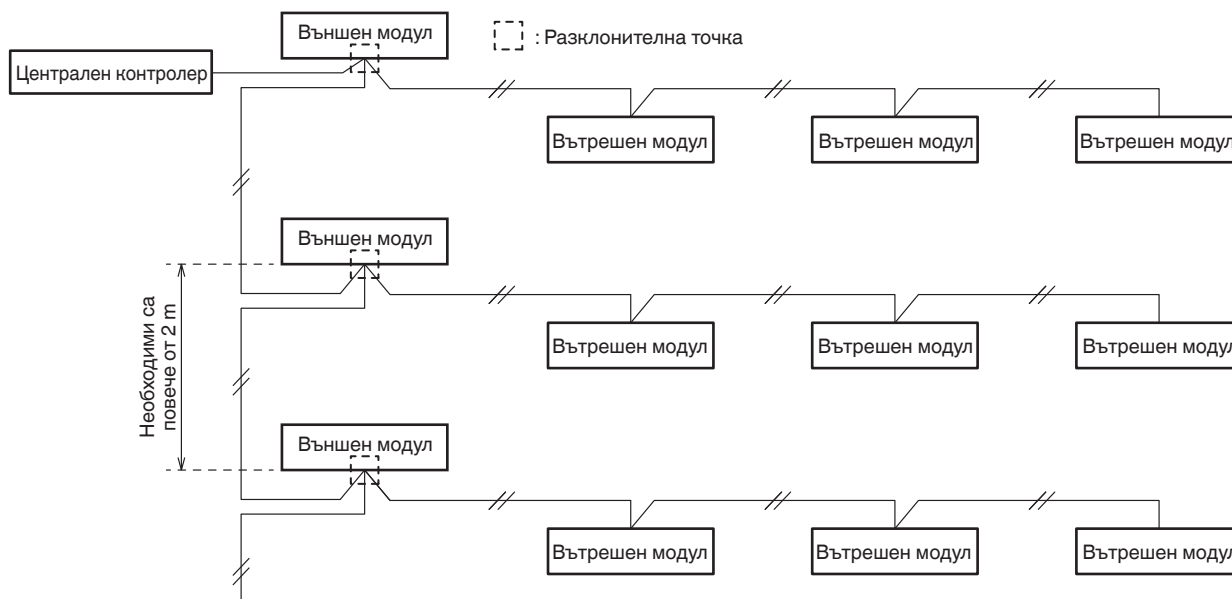 Външен модул
: Разклонителна точка
Централен контролер
Вътрешен модул
Вътрешен модул
Вътрешен модул
Външен модул
Необходими са
повече от 2 m
Вътрешен модул
Вътрешен модул
Вътрешен модул
Външен модул
Вътрешен модул
Вътрешен модул
Вътрешен модул